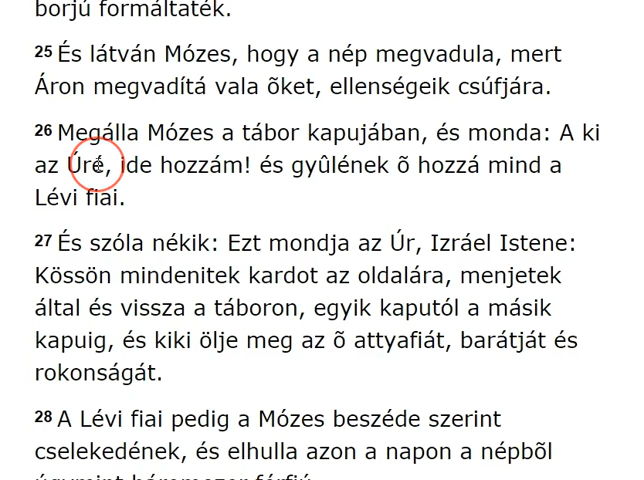 borjú formáltaték.
25 És látván Mózes, hogy a nép megvadula, mert
Áron megvadítá vala õket, ellenségeik csúfjára.
26 Megálla Mózes a tábor kapujában, és monda: A ki
az Úré, ide hozzám! és gyûlének õ hozzá mind a
Lévi fiai.
27 És szóla nékik: Ezt mondja az Úr, Izráel Istene:
Kössön mindenitek kardot az oldalára, menjetek
által és vissza a táboron, egyik kaputól a másik
kapuig, és kiki ölje meg az õ attyafiát, barátját és
rokonságát.
28 A Lévi fiai pedig a Mózes beszéde szerint
cselekedének, és elhulla azon a napon a népbõl
úgymint háromezer férfiú.